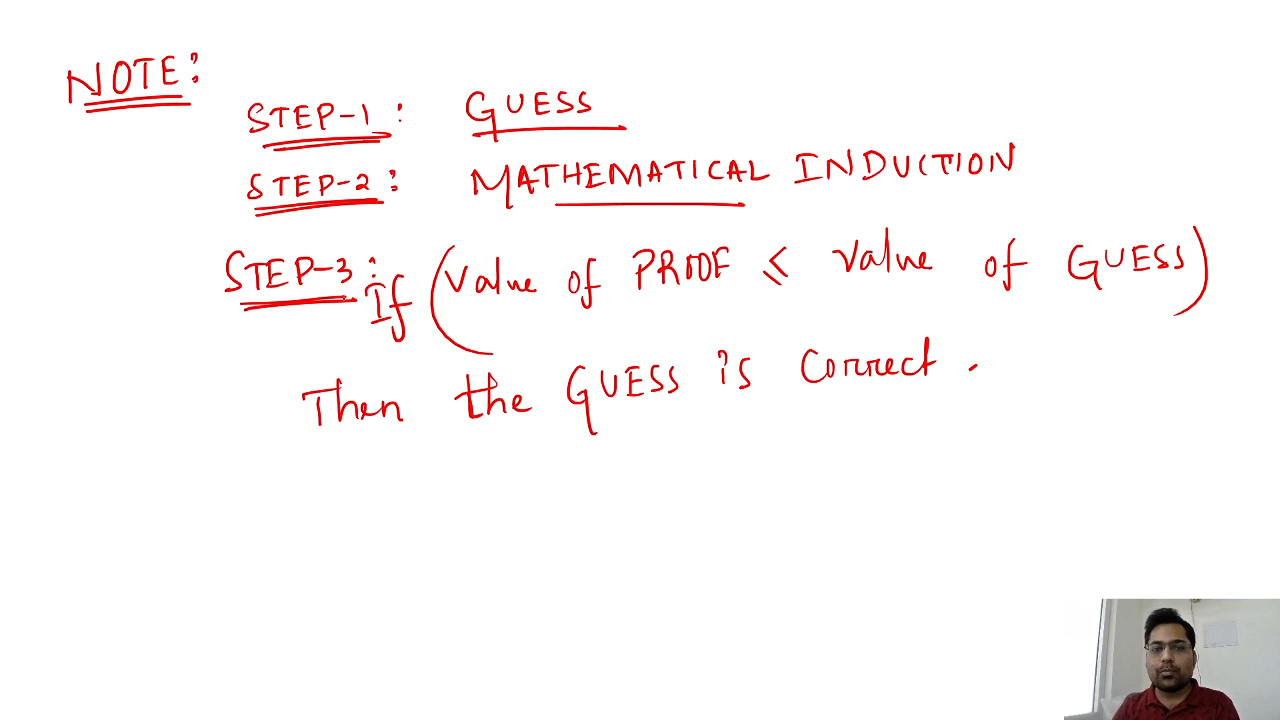 NOTE:
STEP-1: GUESS
STEP-2: MATHEMATICAL INDUCTION
STEP-3: If (Value of PROOF ≤ Value of GUESS)
Then the GUESS is correct.